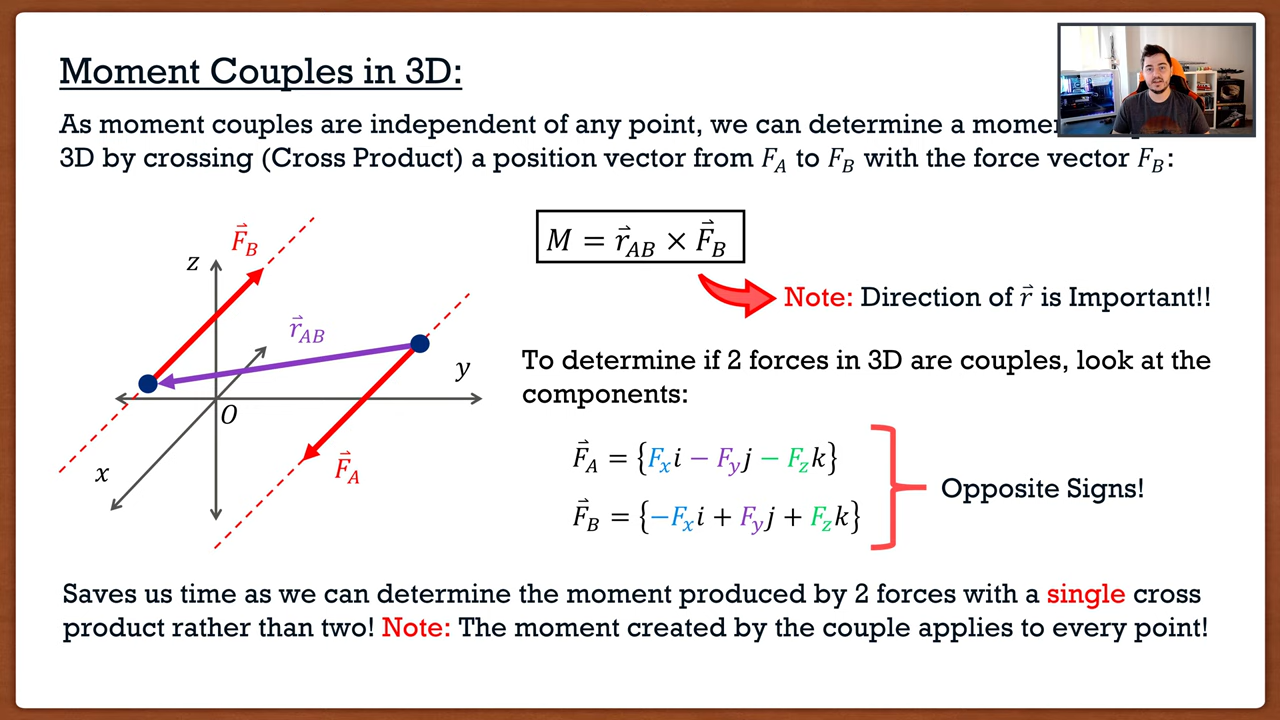 Moment Couples in 3D:
As moment couples are independent of any point, we can determine a
3D by crossing (Cross Product) a position vector from F_A to F_B with the force vector F_B:
F⃗_B
z
r⃗_AB
y
O
x
F⃗_A
M = r⃗_AB × F⃗_B
Note: Direction of r⃗ is Important!!
To determine if 2 forces in 3D are couples, look at the
components:
F⃗_A = {F_x i − F_y j − F_z k}
F⃗_B = {−F_x i + F_y j + F_z k}
Opposite Signs!
Saves us time as we can determine the moment produced by 2 forces with a single cross
product rather than two! Note: The moment created by the couple applies to every point!